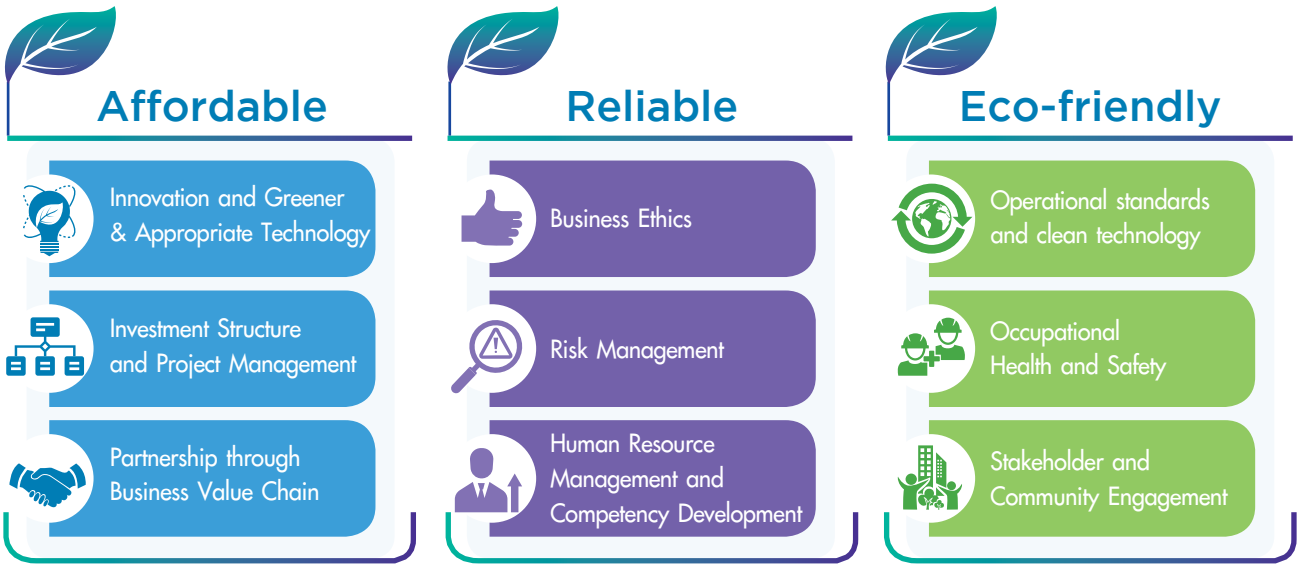 Affordable
Innovation and Greener
& Appropriate Technology
Investment Structure
and Project Management
Partnership through
Business Value Chain
Reliable
Business Ethics
Risk Management
Human Resource
Management and
Competency Development
Eco-friendly
Operational standards
and clean technology
Occupational
Health and Safety
Stakeholder and
Community Engagement